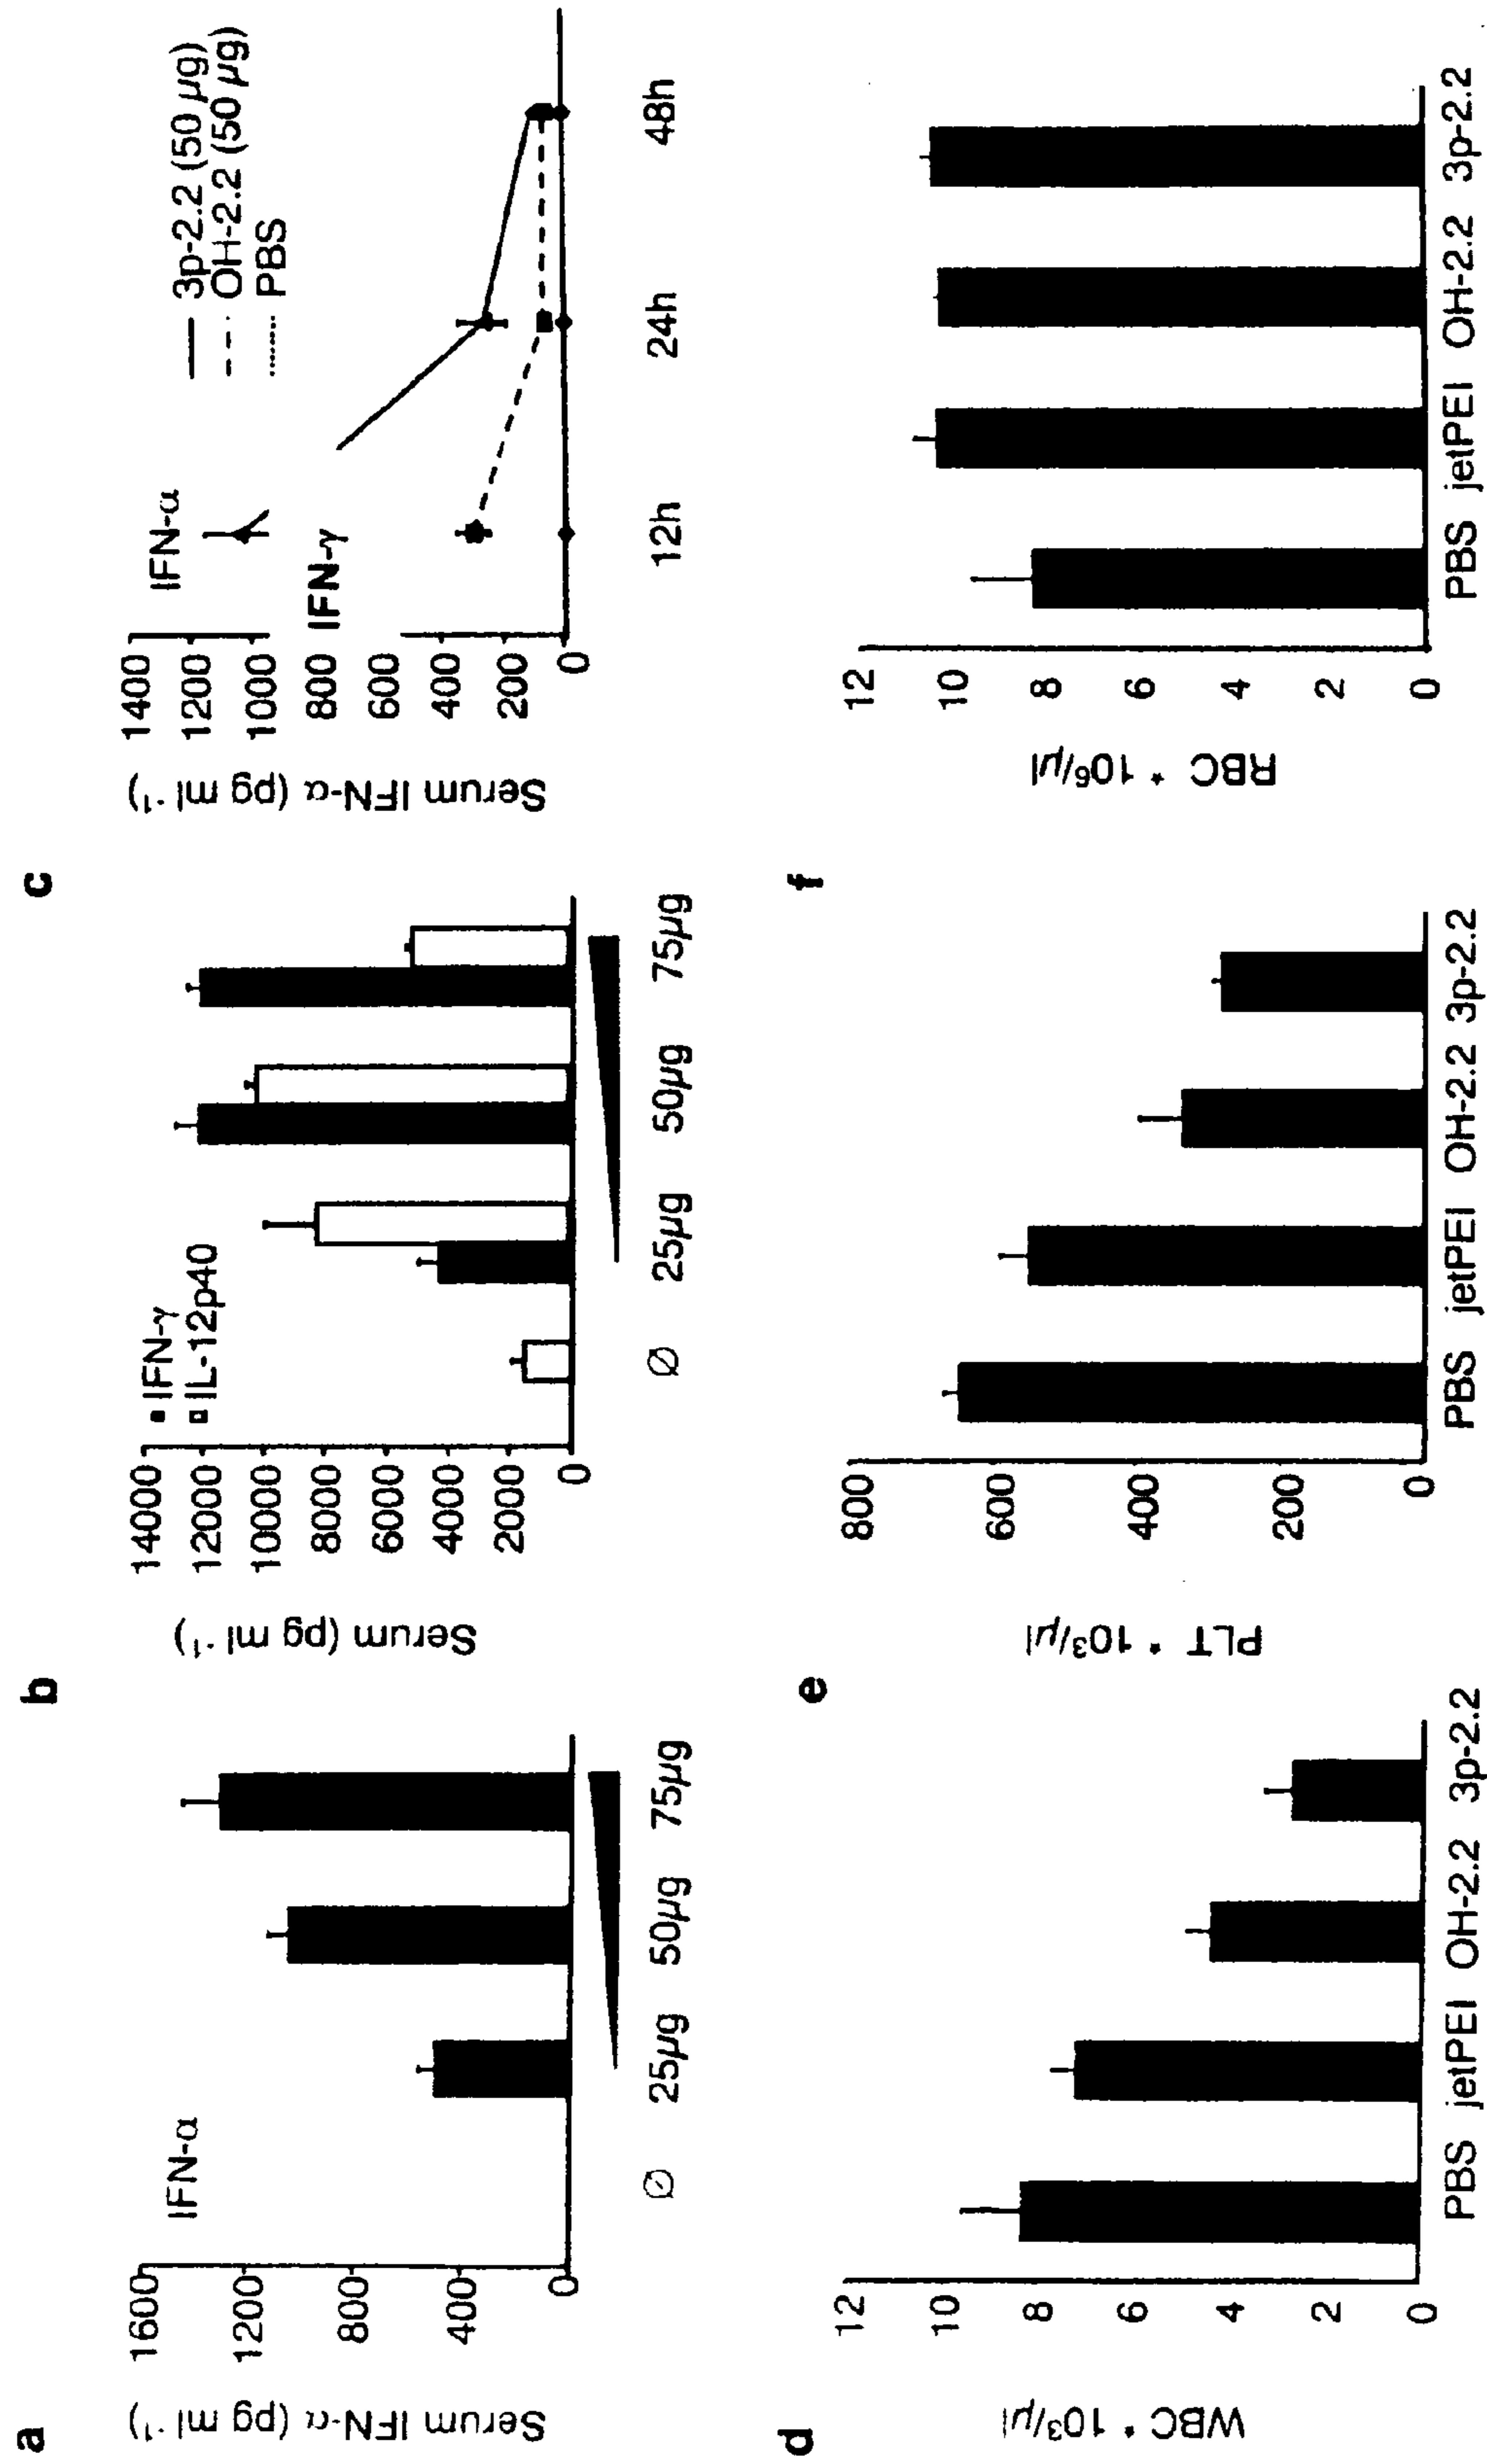 a
Serum IFN-α (pg ml⁻¹)
1600
1200
800
400
0
IFN-α
Ø 25µg 50µg 75µg
b
Serum (pg ml⁻¹)
14000
12000
10000
8000
6000
4000
2000
0
IFN-γ
IL-12p40
Ø 25µg 50µg 75µg
c
Serum IFN-α (pg ml⁻¹)
1400
1200
1000
800
600
400
200
0
IFN-α
IFN-γ
3p-2.2 (50 µg)
OH-2.2 (50 µg)
PBS
12h 24h 48h
d
WBC * 10³/µl
12
10
8
6
4
2
0
PBS jetPEI OH-2.2 3p-2.2
e
PLT * 10³/µl
800
600
400
200
0
PBS jetPEI OH-2.2 3p-2.2
f
RBC * 10⁶/µl
12
10
8
6
4
2
0
PBS jetPEI OH-2.2 3p-2.2